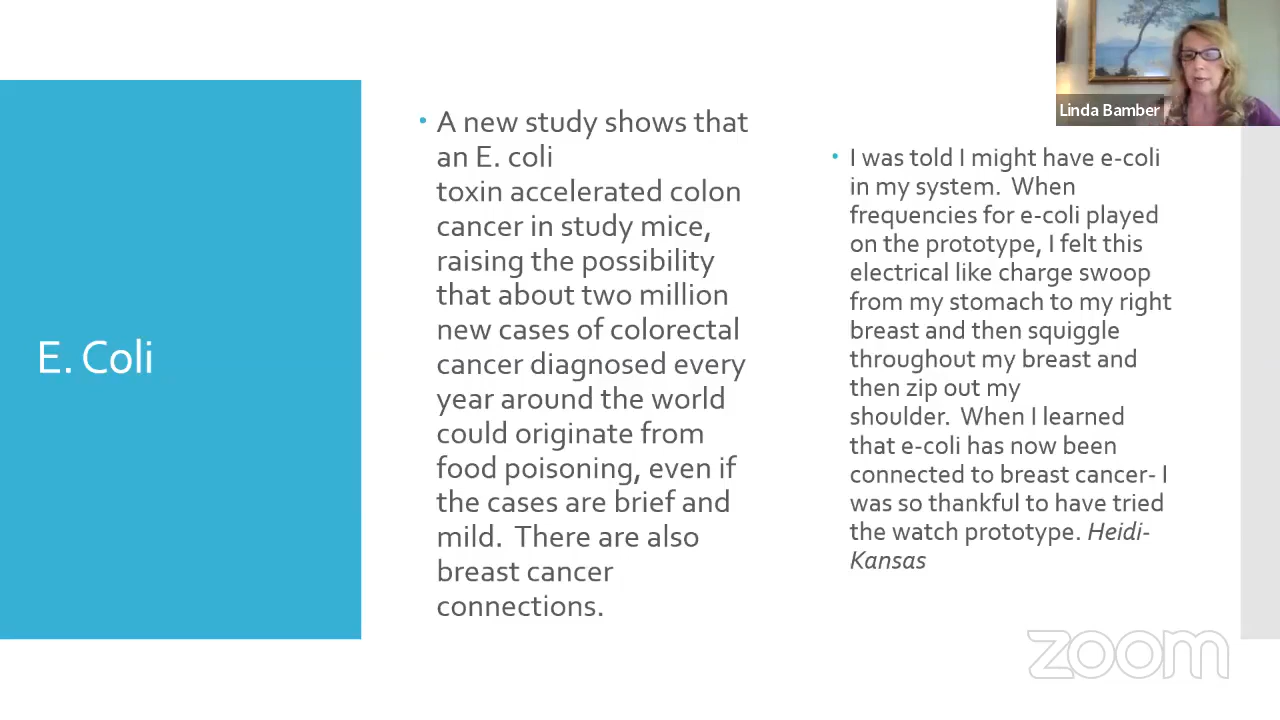 Linda Bamber
E. Coli
• A new study shows that
an E. coli
toxin accelerated colon
cancer in study mice,
raising the possibility
that about two million
new cases of colorectal
cancer diagnosed every
year around the world
could originate from
food poisoning, even if
the cases are brief and
mild.  There are also
breast cancer
connections.
• I was told I might have e-coli
in my system.  When
frequencies for e-coli played
on the prototype, I felt this
electrical like charge swoop
from my stomach to my right
breast and then squiggle
throughout my breast and
then zip out my
shoulder.  When I learned
that e-coli has now been
connected to breast cancer- I
was so thankful to have tried
the watch prototype. Heidi-
Kansas
zoom